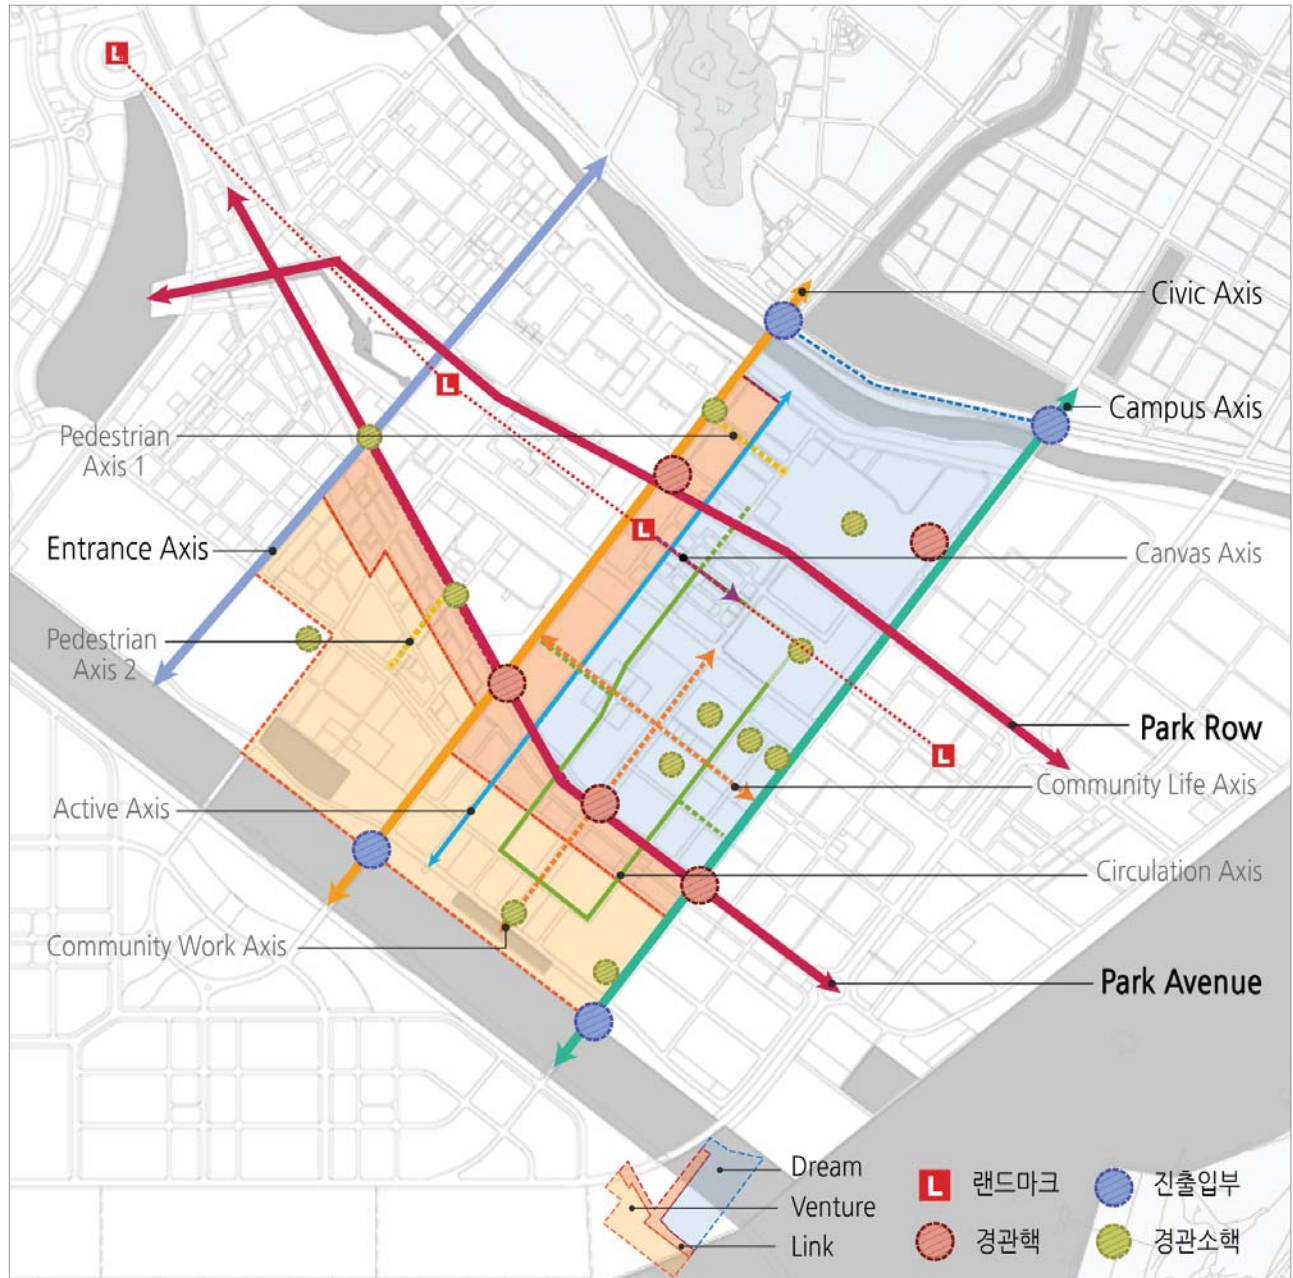 L
Civic Axis
L
Campus Axis
Pedestrian
Axis 1
L
Entrance Axis
Canvas Axis
Pedestrian
Axis 2
Park Row
L
Community Life Axis
Active Axis
Circulation Axis
Community Work Axis
Park Avenue
Dream
Venture
Link
L 랜드마크
진출입부
경관핵
경관소핵